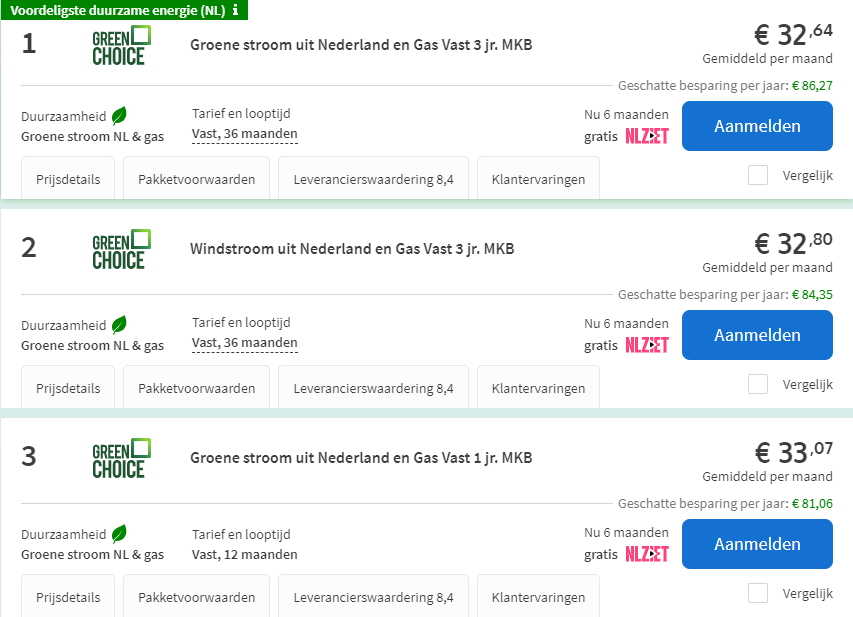 Voordeligste duurzame energie (NL) i
1
GREEN CHOICE
Groene stroom uit Nederland en Gas Vast 3 jr. MKB
€ 32,64
Gemiddeld per maand
Geschatte besparing per jaar: € 86,27
Duurzaamheid
Groene stroom NL & gas
Tarief en looptijd
Vast, 36 maanden
Nu 6 maanden
gratis NLZIET
Aanmelden
Prijsdetails
Pakketvoorwaarden
Leverancierswaardering 8,4
Klantervaringen
Vergelijk
2
GREEN CHOICE
Windstroom uit Nederland en Gas Vast 3 jr. MKB
€ 32,80
Gemiddeld per maand
Geschatte besparing per jaar: € 84,35
Duurzaamheid
Groene stroom NL & gas
Tarief en looptijd
Vast, 36 maanden
Nu 6 maanden
gratis NLZIET
Aanmelden
Prijsdetails
Pakketvoorwaarden
Leverancierswaardering 8,4
Klantervaringen
Vergelijk
3
GREEN CHOICE
Groene stroom uit Nederland en Gas Vast 1 jr. MKB
€ 33,07
Gemiddeld per maand
Geschatte besparing per jaar: € 81,06
Duurzaamheid
Groene stroom NL & gas
Tarief en looptijd
Vast, 12 maanden
Nu 6 maanden
gratis NLZIET
Aanmelden
Prijsdetails
Pakketvoorwaarden
Leverancierswaardering 8,4
Klantervaringen
Vergelijk